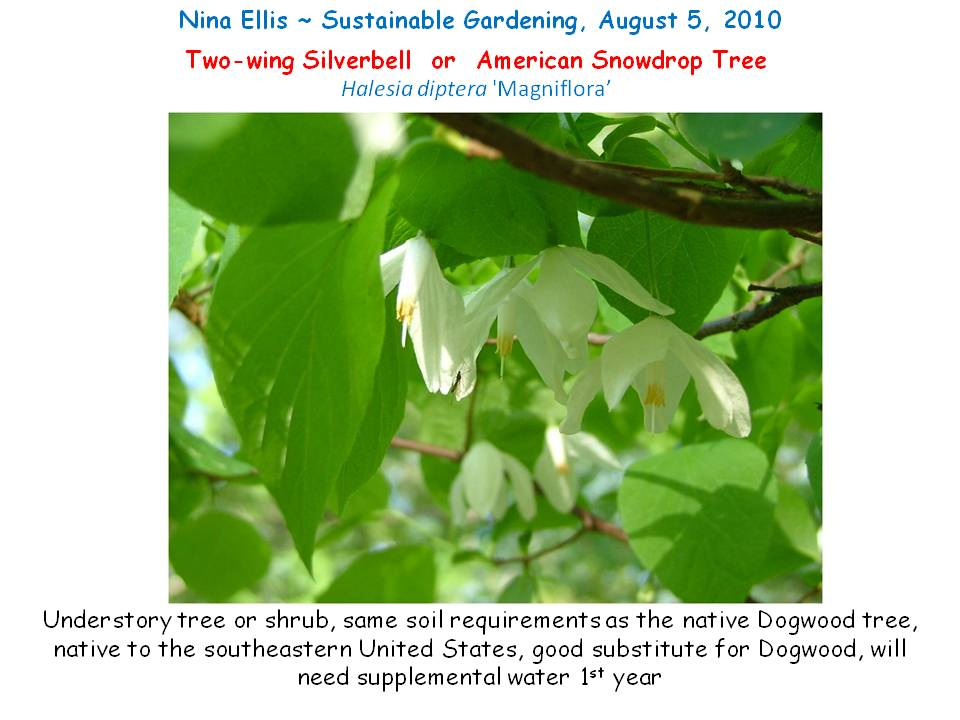 Nina Ellis ~ Sustainable Gardening, August 5, 2010
Two-wing Silverbell or American Snowdrop Tree
Halesia diptera 'Magniflora’
Understory tree or shrub, same soil requirements as the native Dogwood tree,
native to the southeastern United States, good substitute for Dogwood, will
need supplemental water 1st year